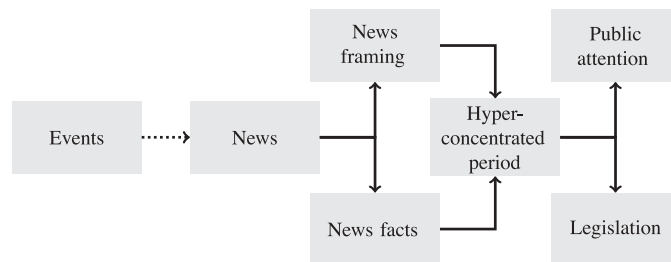 Events
News
News
framing
News facts
Hyper-
concentrated
period
Public
attention
Legislation